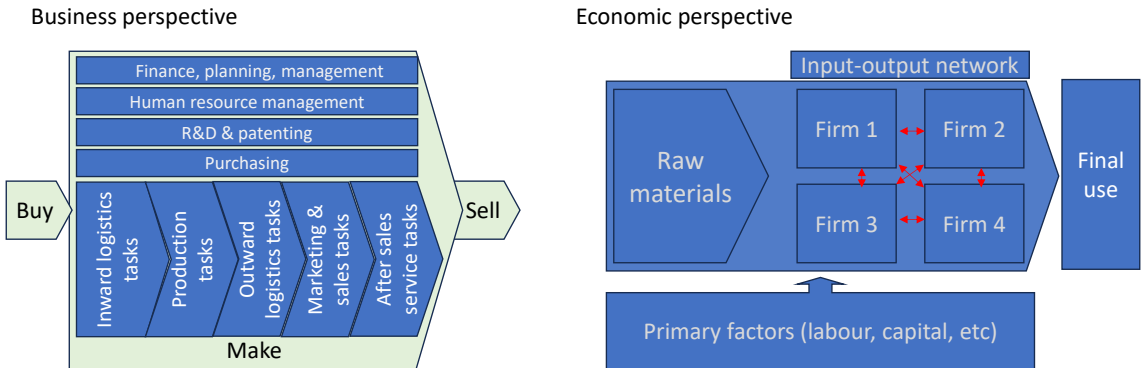 Business perspective
Finance, planning, management
Human resource management
R&D & patenting
Purchasing
Buy
Inward logistics
tasks
Production
tasks
Outward
logistics tasks
Marketing &
sales tasks
After sales
service tasks
Sell
Make
Economic perspective
Input-output network
Raw
materials
Firm 1
Firm 2
Firm 3
Firm 4
Final
use
Primary factors (labour, capital, etc)